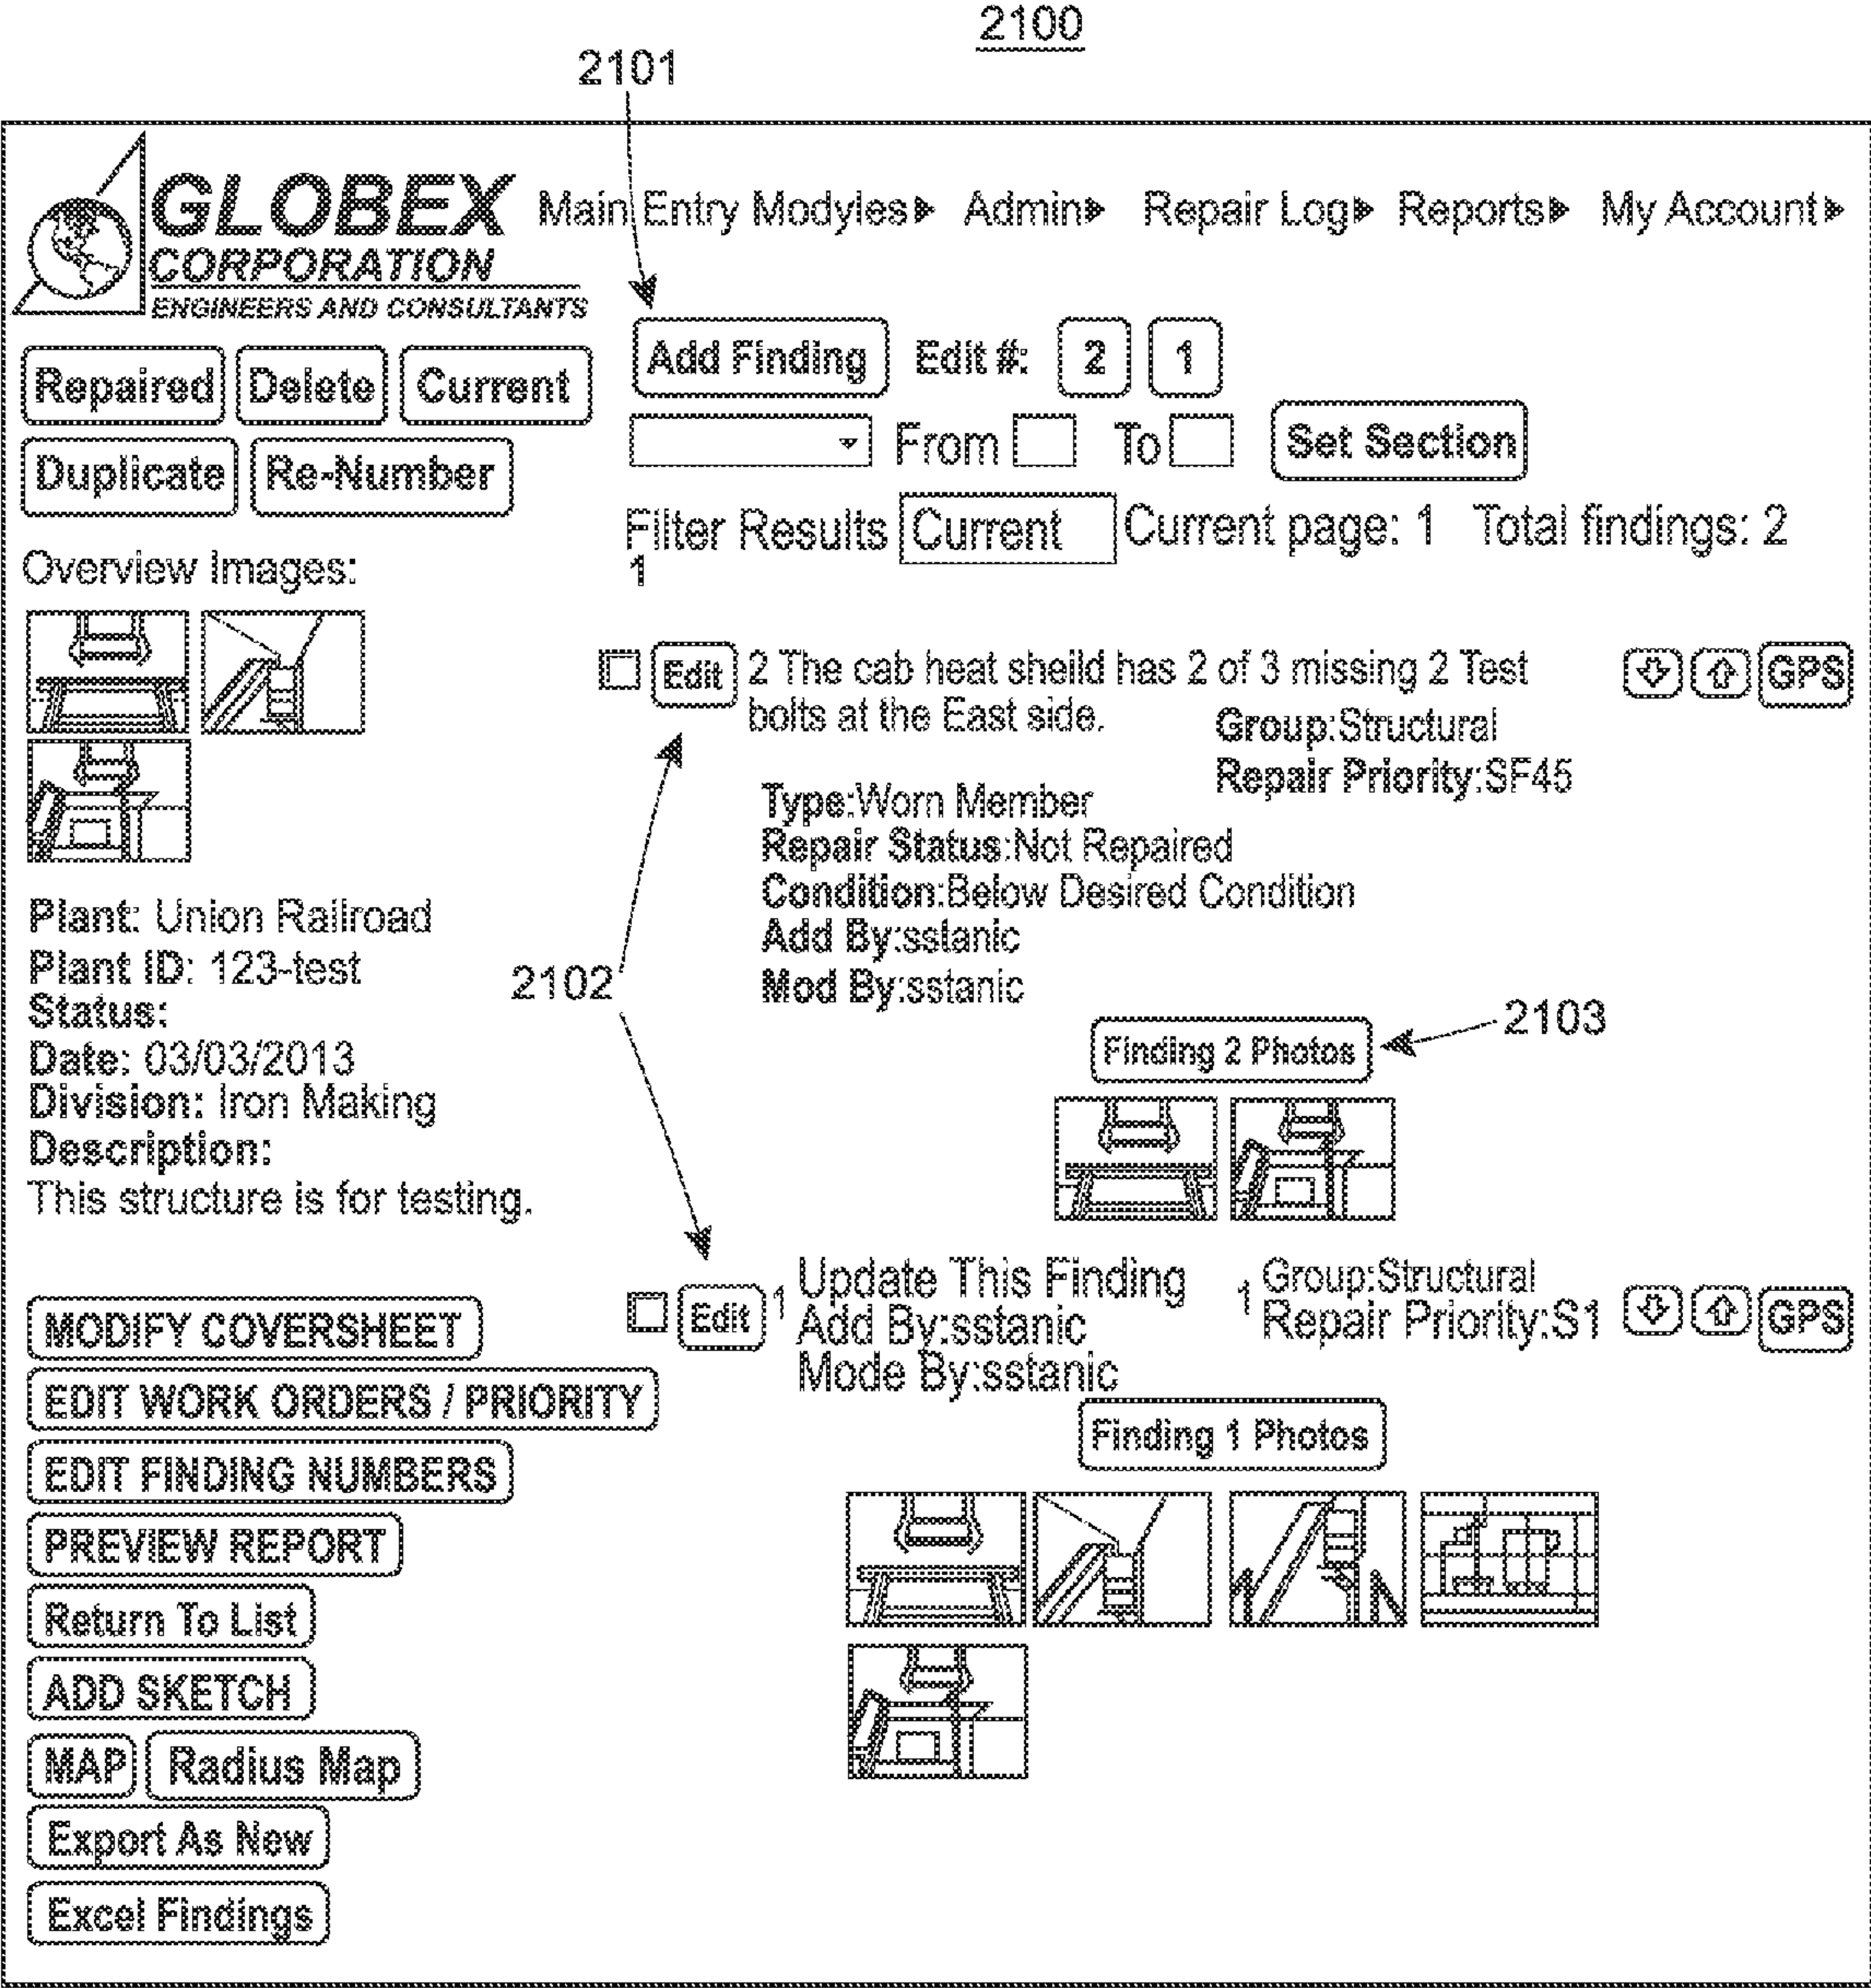 2100
2101
GLOBEX
CORPORATION
ENGINEERS AND CONSULTANTS
Main Entry Modyles Admin Repair Log Reports My Account
Repaired Delete Current
Duplicate Re-Number
Add Finding Edit #: 2 1
From To Set Section
Filter Results Current Current page: 1 Total findings: 2
1
Overview Images:
Edit 2 The cab heat sheild has 2 of 3 missing 2 Test
bolts at the East side.
Group:Structural
Repair Priority:SF45
GPS
Type:Worn Member
Repair Status:Not Repaired
Condition:Below Desired Condition
Add By:sstanic
Mod By:sstanic
2102
2103
Finding 2 Photos
Plant: Union Railroad
Plant ID: 123-test
Status:
Date: 03/03/2013
Division: Iron Making
Description:
This structure is for testing.
Edit 1 Update This Finding
Add By:sstanic
Mode By:sstanic
1 Group:Structural
Repair Priority:S1
GPS
Finding 1 Photos
MODIFY COVERSHEET
EDIT WORK ORDERS / PRIORITY
EDIT FINDING NUMBERS
PREVIEW REPORT
Return To List
ADD SKETCH
MAP Radius Map
Export As New
Excel Findings